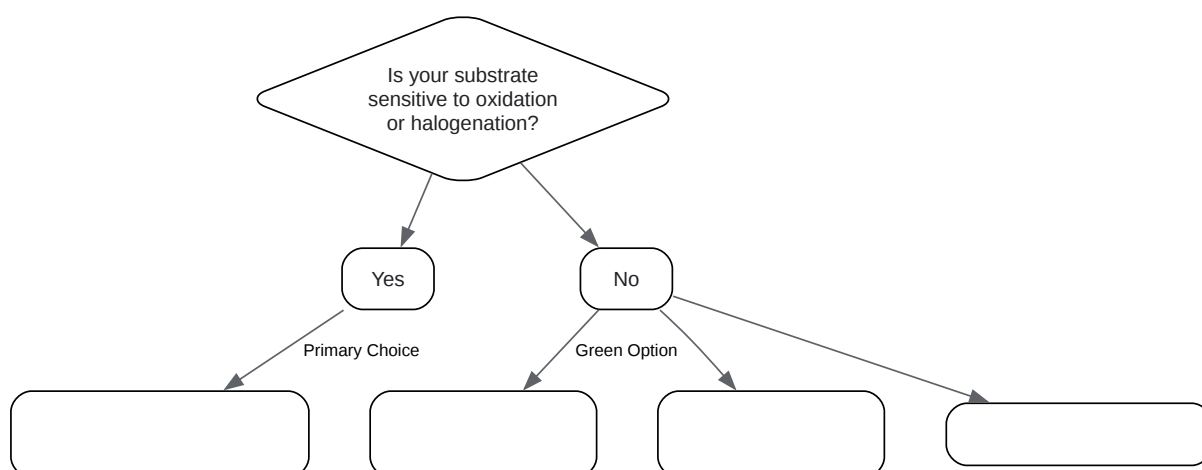 Is your substrate
sensitive to oxidation
or halogenation?
Yes
No
Primary Choice
Green Option